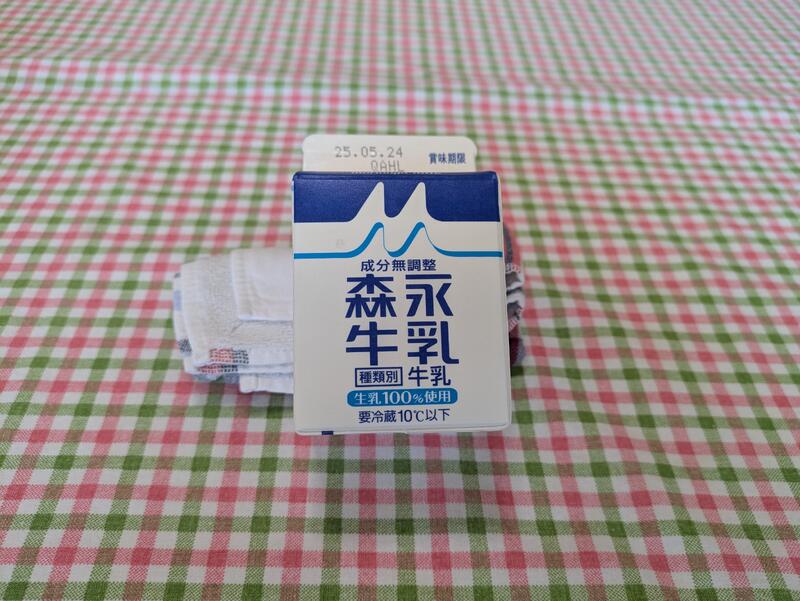 25.05.24 賞味期限
QAHL
成分無調整
森永
牛乳
種類別 牛乳
生乳100%使用
要冷蔵10℃以下